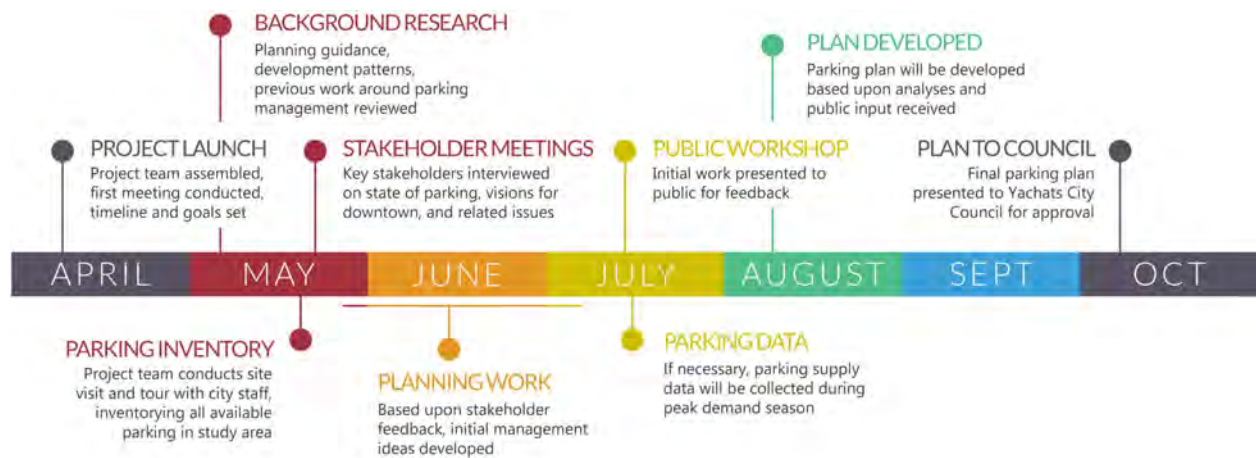 BACKGROUND RESEARCH
Planning guidance,
development patterns,
previous work around parking
management reviewed
PLAN DEVELOPED
Parking plan will be developed
based upon analyses and
public input received
PROJECT LAUNCH
Project team assembled,
first meeting conducted,
timeline and goals set
STAKEHOLDER MEETINGS
Key stakeholders interviewed
on state of parking, visions for
downtown, and related issues
PUBLIC WORKSHOP
Initial work presented to
public for feedback
PLAN TO COUNCIL
Final parking plan
presented to Yachats City
Council for approval
APRIL
MAY
JUNE
JULY
AUGUST
SEPT
OCT
PARKING INVENTORY
Project team conducts site
visit and tour with city staff,
inventorying all available
parking in study area
PLANNING WORK
Based upon stakeholder
feedback, initial management
ideas developed
PARKING DATA
If necessary, parking supply
data will be collected during
peak demand season